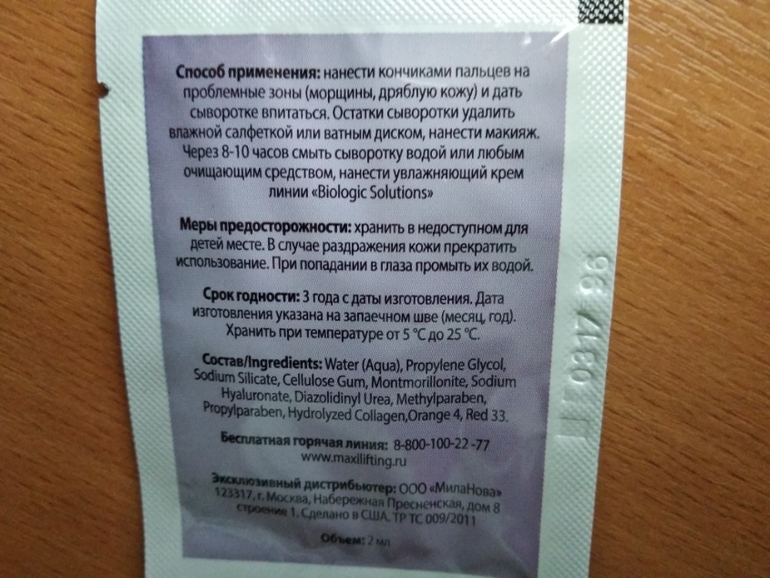 Способ применения: нанести кончиками пальцев на
проблемные зоны (морщины, дряблую кожу) и дать
сыворотке впитаться. Остатки сыворотки удалить
влажной салфеткой или ватным диском, нанести макияж.
Через 8-10 часов смыть сыворотку водой или любым
очищающим средством, нанести увлажняющий крем
линии «Biologic Solutions»
Меры предосторожности: хранить в недоступном для
детей месте. В случае раздражения кожи прекратить
использование. При попадании в глаза промыть их водой.
Срок годности: 3 года с даты изготовления. Дата
изготовления указана на запаечном шве (месяц, год).
Хранить при температуре от 5 °C до 25 °C.
Состав/Ingredients: Water (Aqua), Propylene Glycol,
Sodium Silicate, Cellulose Gum, Montmorillonite, Sodium
Hyaluronate, Diazolidinyl Urea, Methylparaben,
Propylparaben, Hydrolyzed Collagen,Orange 4, Red 33.
Бесплатная горячая линия: 8-800-100-22 -77
www.maxilifting.ru
Эксклюзивный дистрибьютер: ООО «МилаНова»
123317, г. Москва, Набережная Пресненская, дом 8
строение 1. Сделано в США. ТР ТС 009/2011
Объем: 2 мл